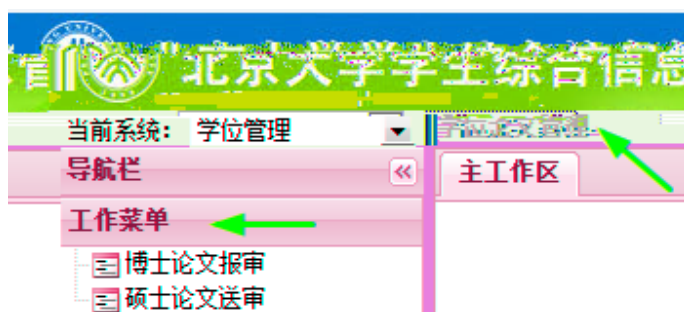 北京大学学生综合信息
当前系统: 学位管理
导航栏
主工作区
工作菜单
博士论文报审
硕士论文送审